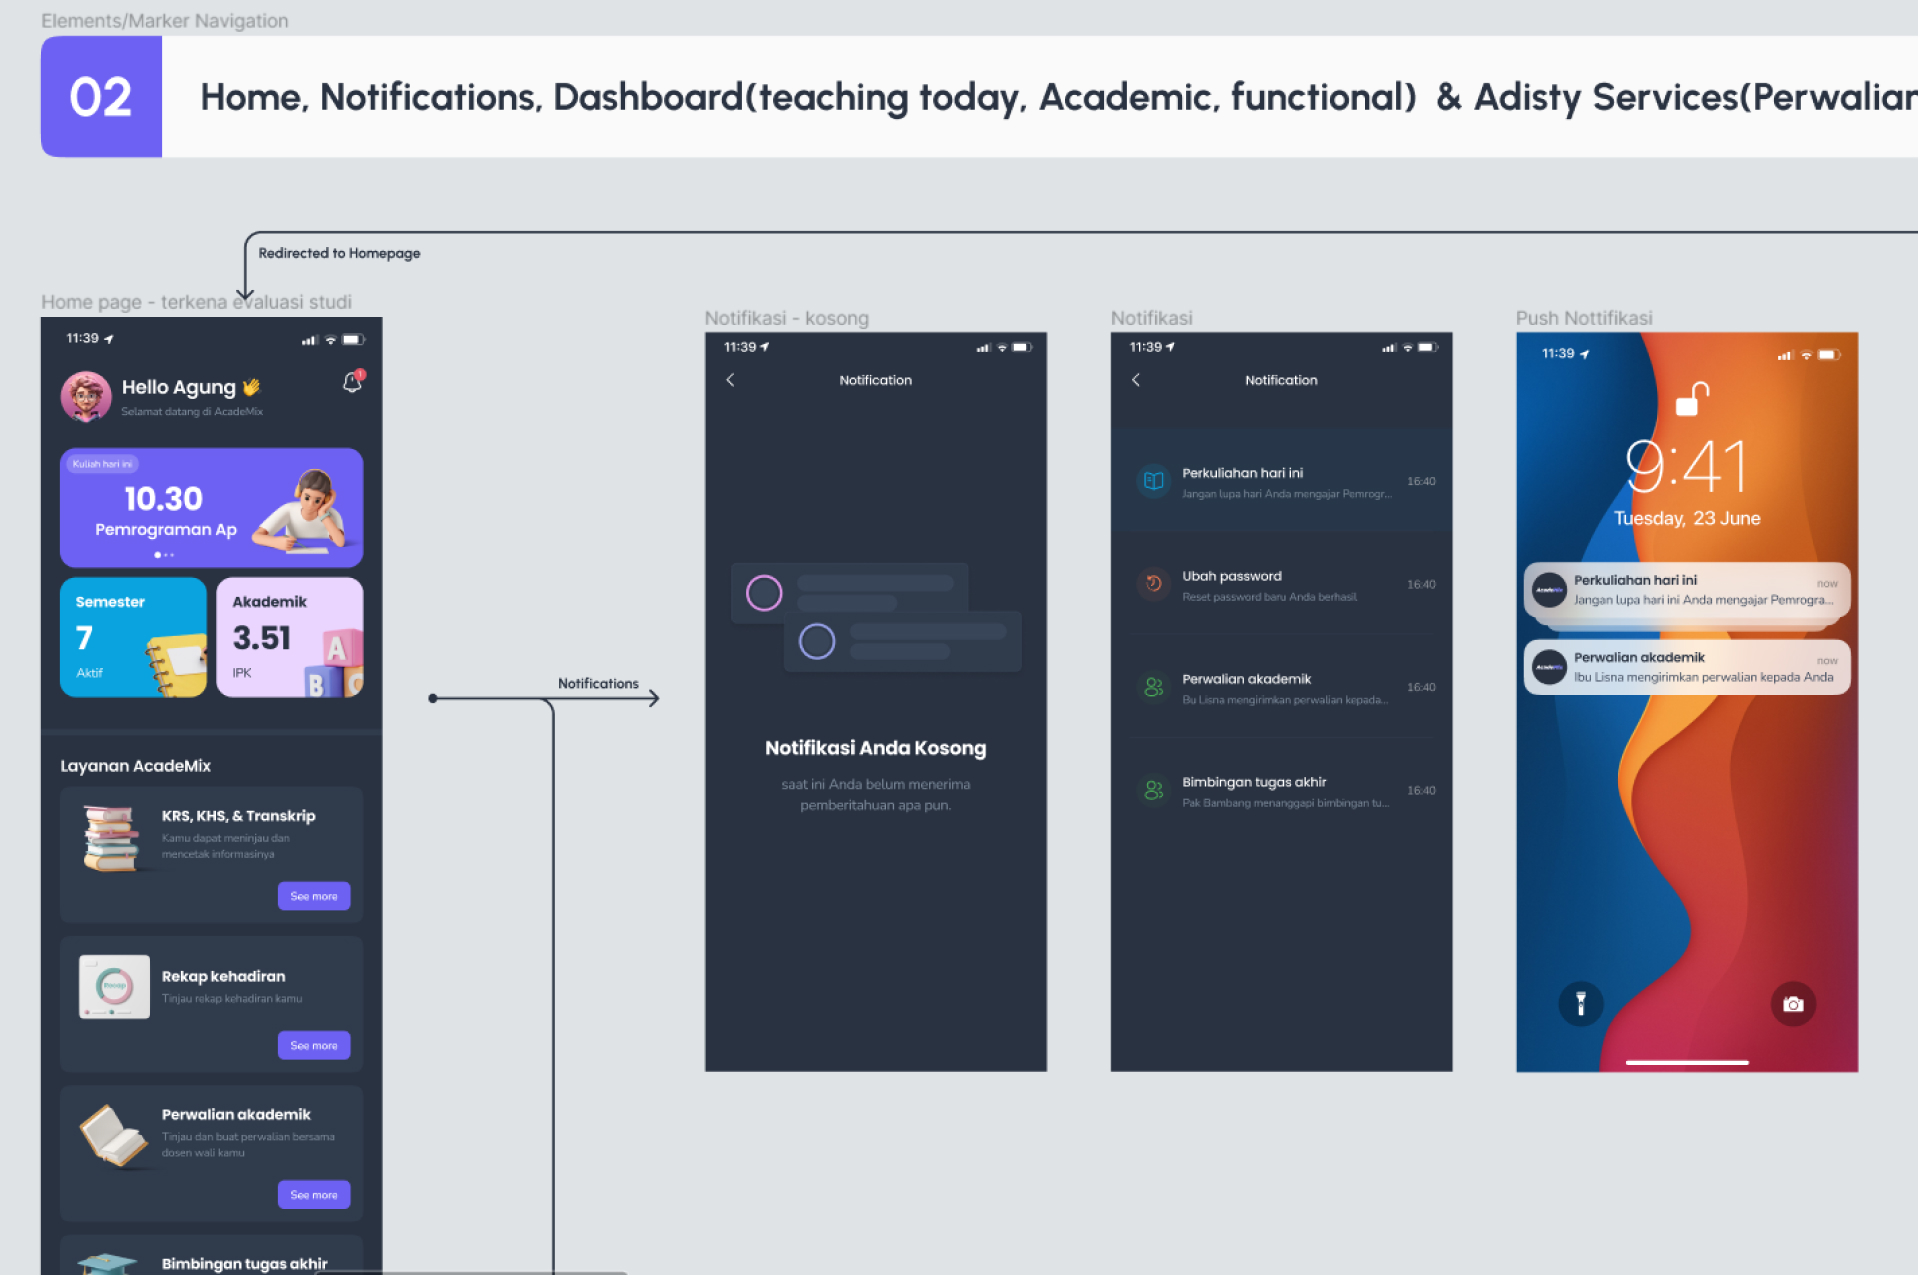 Elements/Marker Navigation
02
Home, Notifications, Dashboard(teaching today, Academic, functional) & Adisty Services(Perwalian
Redirected to Homepage
Home page - terkena evaluasi studi
11:39
Hello Agung 👋
Selamat datang di AcadeMix
1
Kuliah hari ini
10.30
Pemrograman Ap
Semester
7
Aktif
Akademik
3.51
IPK
A
B
C
Layanan AcadeMix
KRS, KHS, & Transkrip
Kamu dapat meninjau dan
mencetak informasinya
See more
Recap
Rekap kehadiran
Tinjau rekap kehadiran kamu
See more
Perwalian akademik
Tinjau dan buat perwalian bersama
dosen wali kamu
See more
Bimbingan tugas akhir
Notifications
Notifikasi - kosong
11:39
Notification
Notifikasi Anda Kosong
saat ini Anda belum menerima
pemberitahuan apa pun.
Notifikasi
11:39
Notification
Perkuliahan hari ini
Jangan lupa hari Anda mengajar Pemrogr...
16:40
Ubah password
Reset password baru Anda berhasil
16:40
Perwalian akademik
Bu Lisna mengirimkan perwalian kepada...
16:40
Bimbingan tugas akhir
Pak Bambang menanggapi bimbingan tu...
16:40
Push Nottifikasi
11:39
9:41
Tuesday, 23 June
AcadeMix
Perkuliahan hari ini
now
Jangan lupa hari ini Anda mengajar Pemrogra...
AcadeMix
Perwalian akademik
now
Ibu Lisna mengirimkan perwalian kepada Anda